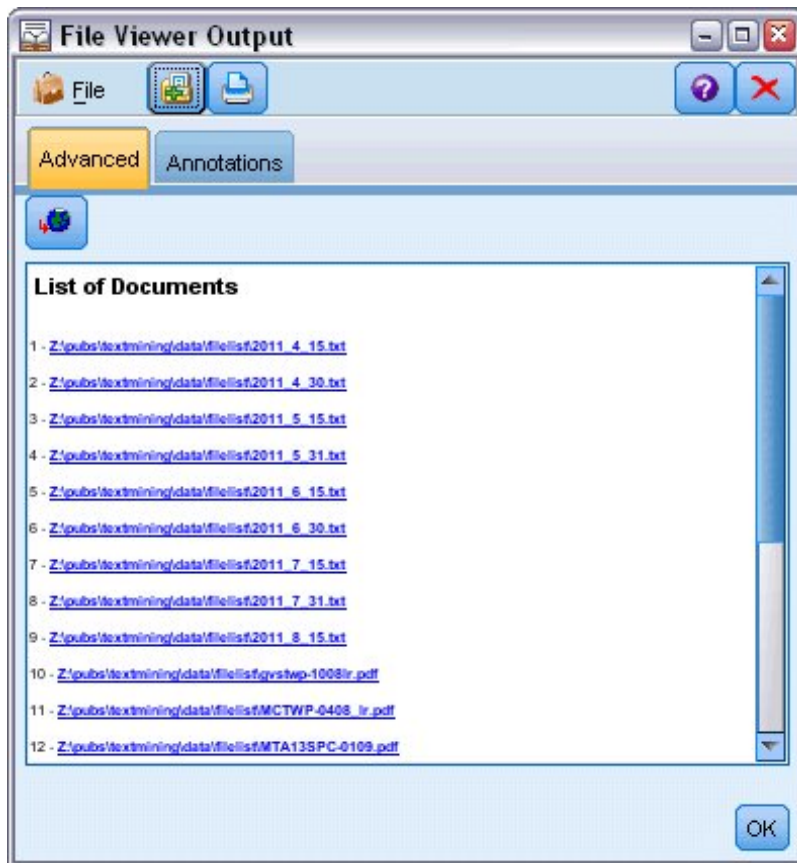 File Viewer Output
File
Advanced
Annotations
List of Documents
1 - Z:\pubs\textmining\data\filelist\2011_4_15.txt
2 - Z:\pubs\textmining\data\filelist\2011_4_30.txt
3 - Z:\pubs\textmining\data\filelist\2011_5_15.txt
4 - Z:\pubs\textmining\data\filelist\2011_5_31.txt
5 - Z:\pubs\textmining\data\filelist\2011_6_15.txt
6 - Z:\pubs\textmining\data\filelist\2011_6_30.txt
7 - Z:\pubs\textmining\data\filelist\2011_7_15.txt
8 - Z:\pubs\textmining\data\filelist\2011_7_31.txt
9 - Z:\pubs\textmining\data\filelist\2011_8_15.txt
10 - Z:\pubs\textmining\data\filelist\gvstwp-1008lr.pdf
11 - Z:\pubs\textmining\data\filelist\MCTWP-0408_lr.pdf
12 - Z:\pubs\textmining\data\filelist\MTA13SPC-0109.pdf
OK